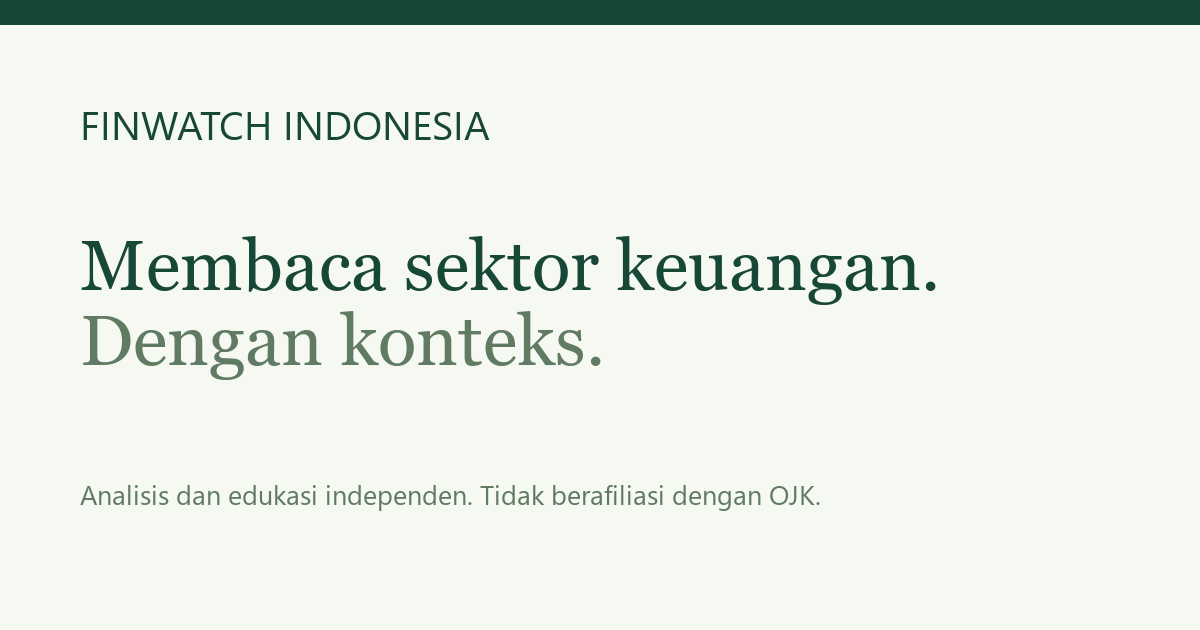 FINWATCH INDONESIA
Membaca sektor keuangan.
Dengan konteks.
Analisis dan edukasi independen. Tidak berafiliasi dengan OJK.